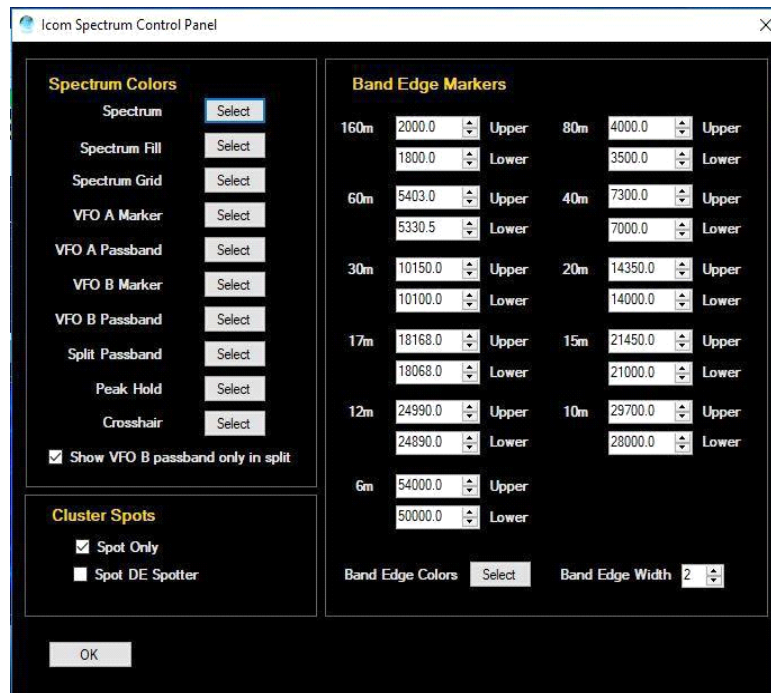 Icom Spectrum Control Panel
Spectrum Colors
Spectrum Select
Spectrum Fill Select
Spectrum Grid Select
VFO A Marker Select
VFO A Passband Select
VFO B Marker Select
VFO B Passband Select
Split Passband Select
Peak Hold Select
Crosshair Select
Show VFO B passband only in split
Cluster Spots
Spot Only
Spot DE Spotter
OK
Band Edge Markers
160m 2000.0 Upper 80m 4000.0 Upper
1800.0 Lower 3500.0 Lower
60m 5403.0 Upper 40m 7300.0 Upper
5330.5 Lower 7000.0 Lower
30m 10150.0 Upper 20m 14350.0 Upper
10100.0 Lower 14000.0 Lower
17m 18168.0 Upper 15m 21450.0 Upper
18068.0 Lower 21000.0 Lower
12m 24990.0 Upper 10m 29700.0 Upper
24890.0 Lower 28000.0 Lower
6m 54000.0 Upper
50000.0 Lower
Band Edge Colors Select Band Edge Width 2